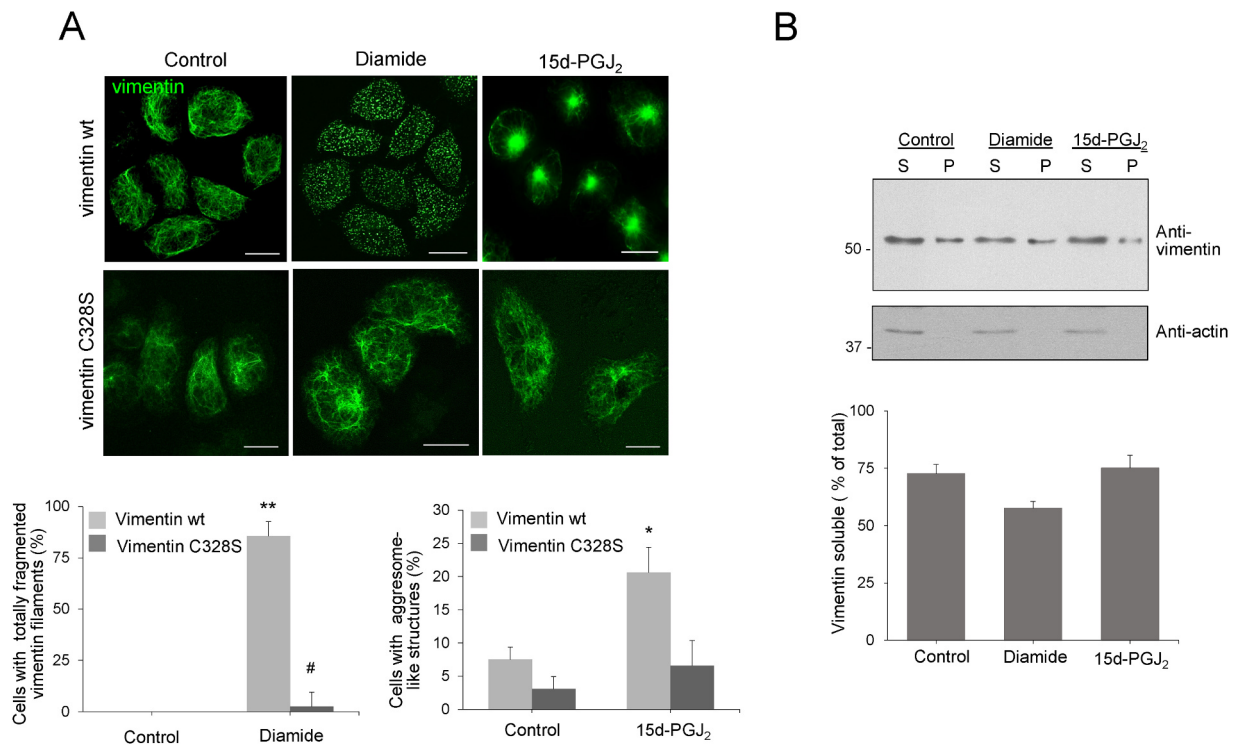 A
Control
Diamide
15d-PGJ2
vimentin
vimentin wt
vimentin C328S
Cells with totally fragmented
vimentin filaments (%)
100
75
50
25
0
**
#
Vimentin wt
Vimentin C328S
Control
Diamide
Cells with aggresome-
like structures (%)
30
25
20
15
10
5
0
*
Vimentin wt
Vimentin C328S
Control
15d-PGJ2
B
Control
Diamide
15d-PGJ2
S P S P S P
50 -
Anti-
vimentin
37 -
Anti-actin
Vimentin soluble ( % of total)
100
75
50
25
0
Control
Diamide
15d-PGJ2